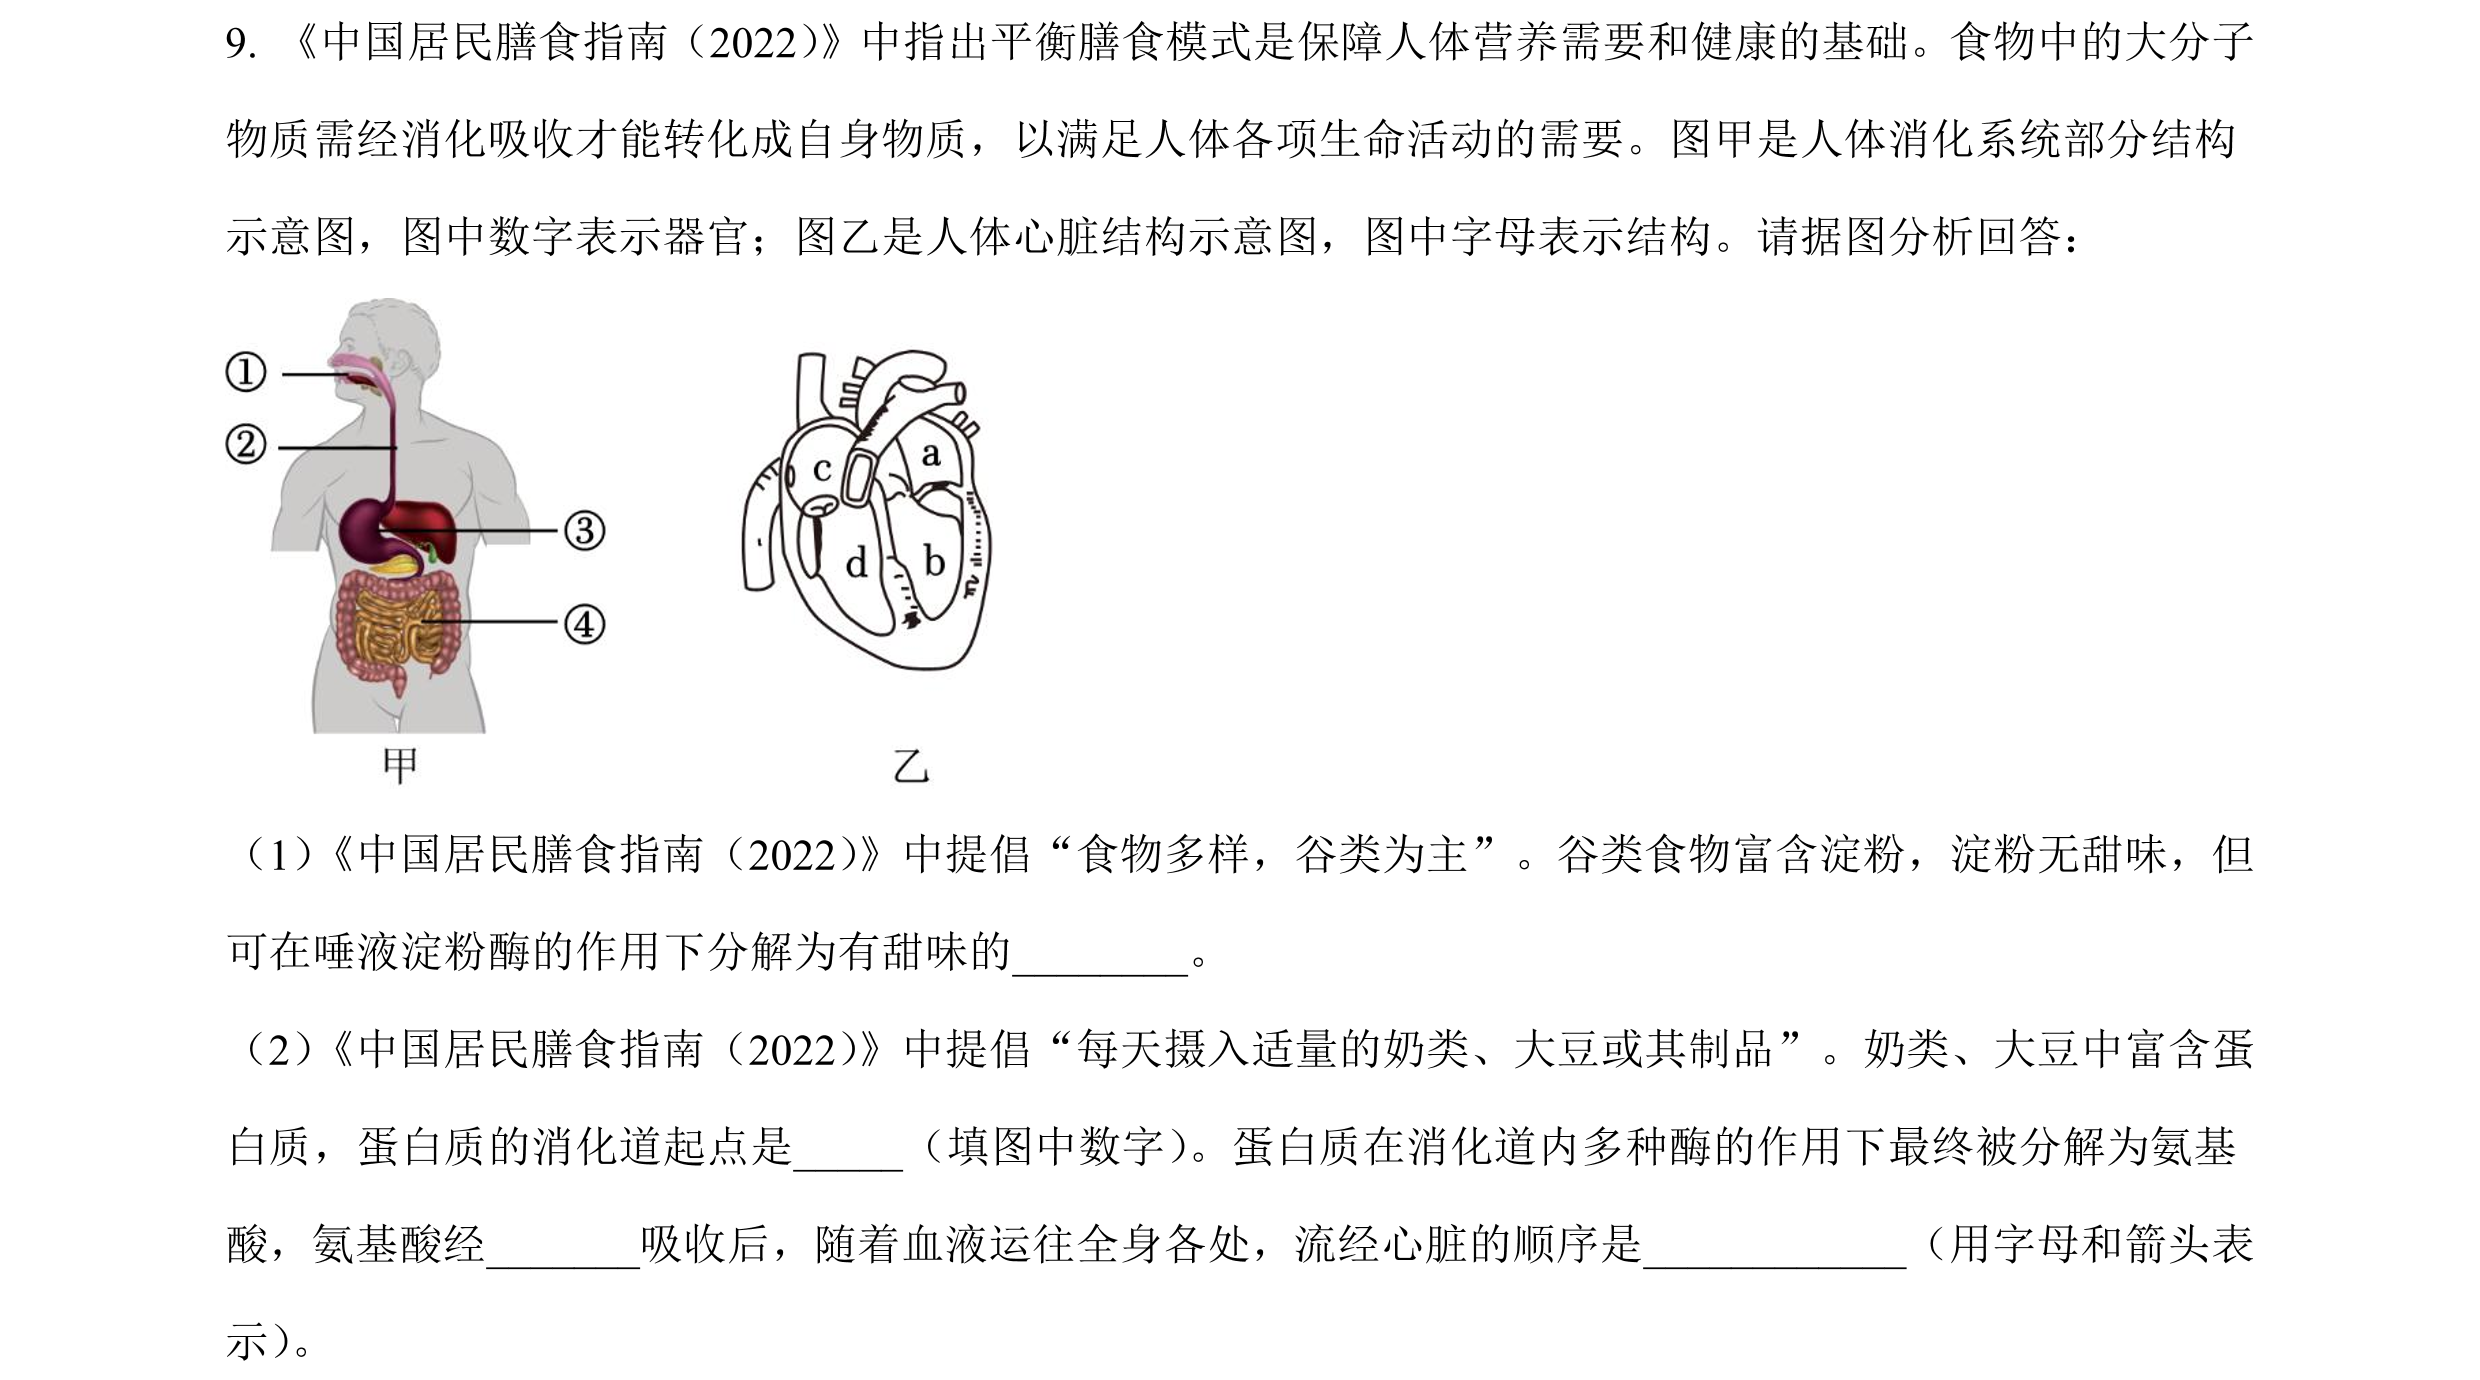 9. 《中国居民膳食指南（2022）》中指出平衡膳食模式是保障人体营养需要和健康的基础。食物中的大分子
物质需经消化吸收才能转化成自身物质，以满足人体各项生命活动的需要。图甲是人体消化系统部分结构
示意图，图中数字表示器官；图乙是人体心脏结构示意图，图中字母表示结构。请据图分析回答：
①
②
③
④
甲
c
a
d
b
乙
（1）《中国居民膳食指南（2022）》中提倡“食物多样，谷类为主”。谷类食物富含淀粉，淀粉无甜味，但
可在唾液淀粉酶的作用下分解为有甜味的________。
（2）《中国居民膳食指南（2022）》中提倡“每天摄入适量的奶类、大豆或其制品”。奶类、大豆中富含蛋
白质，蛋白质的消化道起点是_____（填图中数字）。蛋白质在消化道内多种酶的作用下最终被分解为氨基
酸，氨基酸经_______吸收后，随着血液运往全身各处，流经心脏的顺序是____________（用字母和箭头表
示）。